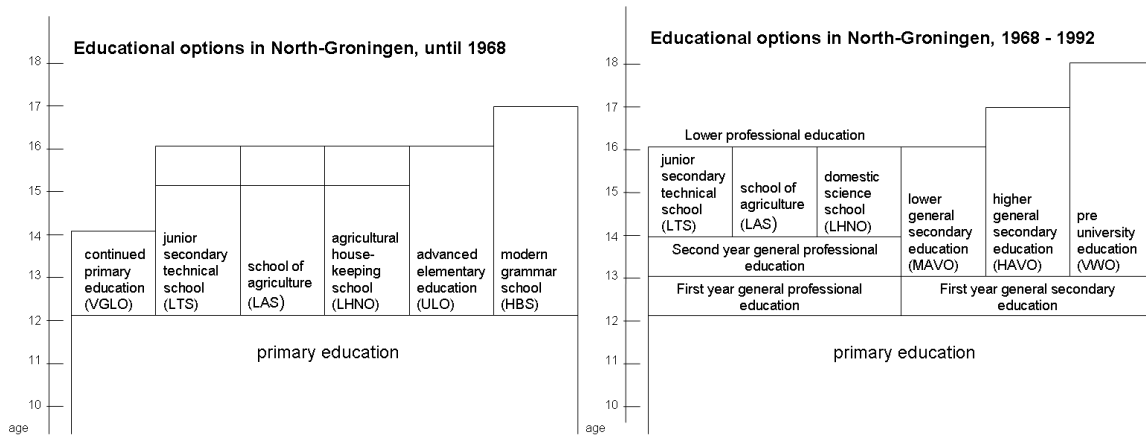 Educational options in North-Groningen, until 1968
18
17
16
15
14
13
12
11
10
age
continued
primary
education
(VGLO)
junior
secondary
technical
school
(LTS)
school of
agriculture
(LAS)
agricultural
house-
keeping
school
(LHNO)
advanced
elementary
education
(ULO)
modern
grammar
school
(HBS)
primary education
Educational options in North-Groningen, 1968 - 1992
18
17
16
15
14
13
12
11
10
age
Lower professional education
junior
secondary
technical
school
(LTS)
school of
agriculture
(LAS)
domestic
science
school
(LHNO)
lower
general
secondary
education
(MAVO)
higher
general
secondary
education
(HAVO)
pre
university
education
(VWO)
Second year general professional
education
First year general professional
education
First year general secondary
education
primary education